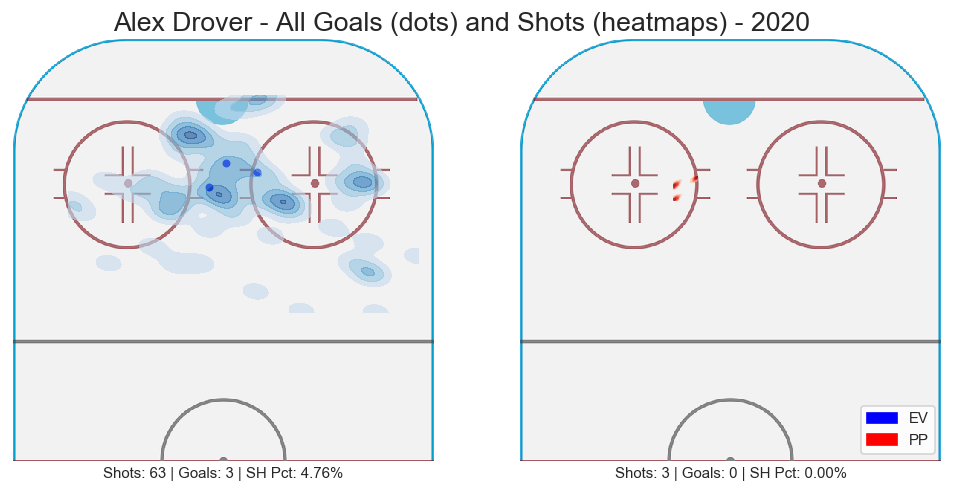 Alex Drover - All Goals (dots) and Shots (heatmaps) - 2020
EV
PP
Shots: 63 | Goals: 3 | SH Pct: 4.76%
Shots: 3 | Goals: 0 | SH Pct: 0.00%